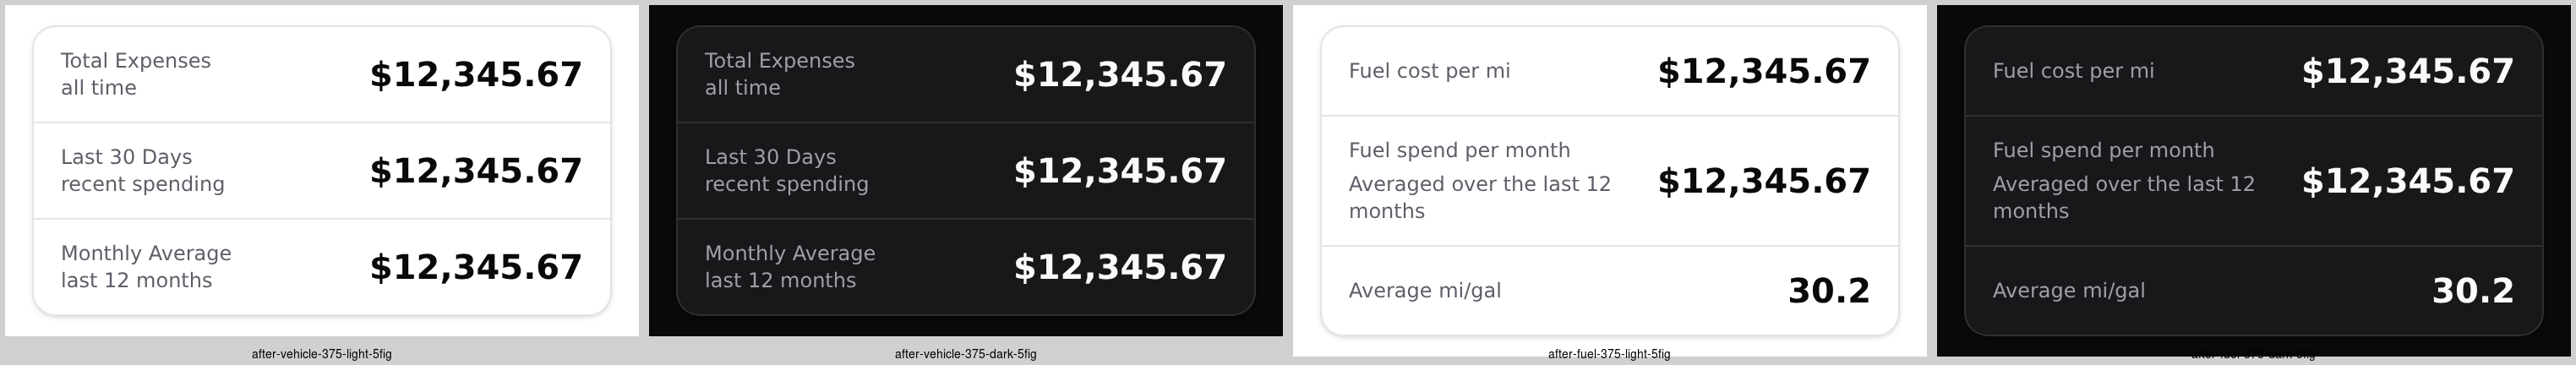 Total Expenses
all time
$12,345.67
Last 30 Days
recent spending
$12,345.67
Monthly Average
last 12 months
$12,345.67
after-vehicle-375-light-5fig
Total Expenses
all time
$12,345.67
Last 30 Days
recent spending
$12,345.67
Monthly Average
last 12 months
$12,345.67
after-vehicle-375-dark-5fig
Fuel cost per mi
$12,345.67
Fuel spend per month
Averaged over the last 12
months
$12,345.67
Average mi/gal
30.2
after-fuel-375-light-5fig
Fuel cost per mi
$12,345.67
Fuel spend per month
Averaged over the last 12
months
$12,345.67
Average mi/gal
30.2
after-fuel-375-dark-5fig